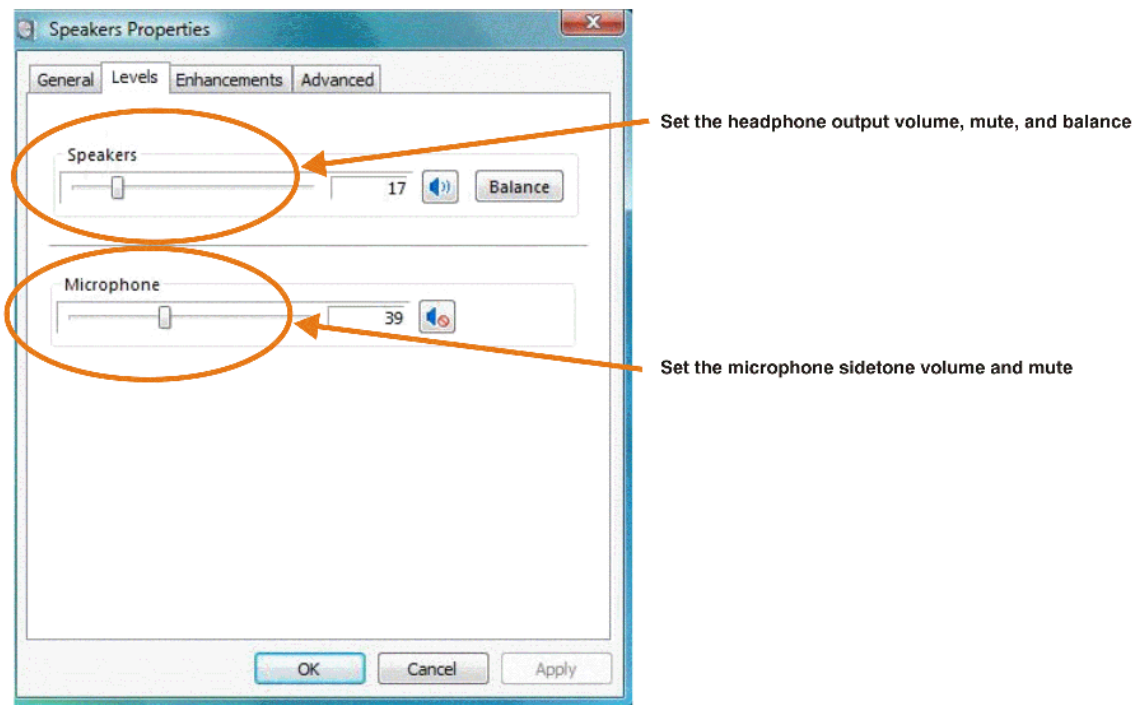 Speakers Properties
General Levels Enhancements Advanced
Set the headphone output volume, mute, and balance
Speakers
17 Balance
Microphone
39
Set the microphone sidetone volume and mute
OK Cancel Apply